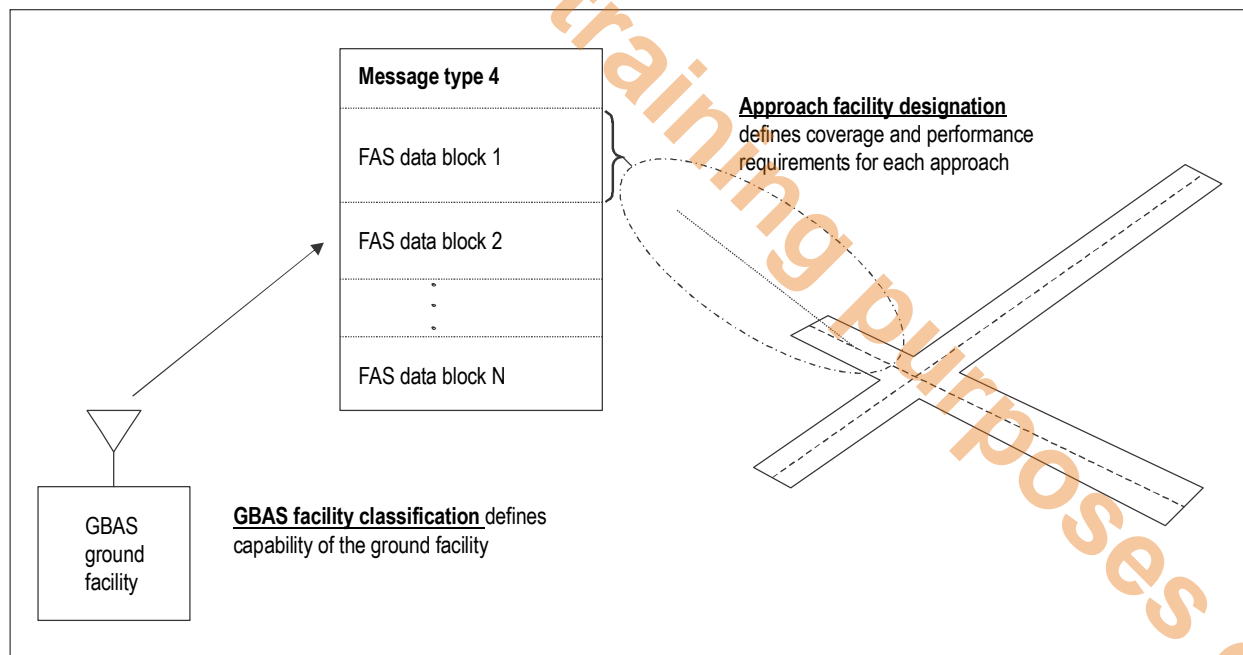 Message type 4
FAS data block 1
FAS data block 2
FAS data block N
Approach facility designation
defines coverage and performance
requirements for each approach
GBAS
ground
facility
GBAS facility classification defines
capability of the ground facility
training purposes